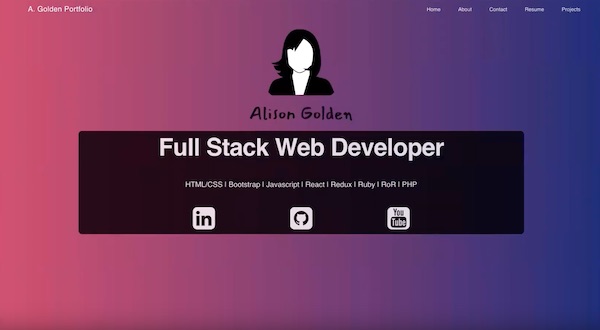 A. Golden Portfolio
Home About Contact Resume Projects
Alison Golden
Full Stack Web Developer
HTML/CSS | Bootstrap | Javascript | React | Redux | Ruby | RoR | PHP
in You
Tube